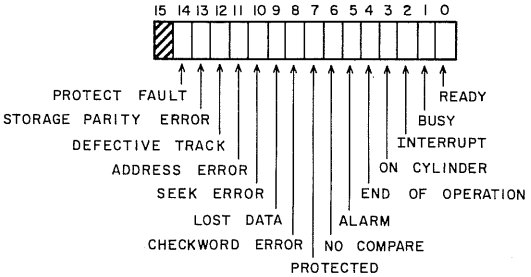 15 14 13 12 11 10 9 8 7 6 5 4 3 2 1 0
PROTECT FAULT
READY
STORAGE PARITY ERROR
BUSY
DEFECTIVE TRACK
INTERRUPT
ADDRESS ERROR
ON CYLINDER
SEEK ERROR
END OF OPERATION
LOST DATA
ALARM
CHECKWORD ERROR
NO COMPARE
PROTECTED